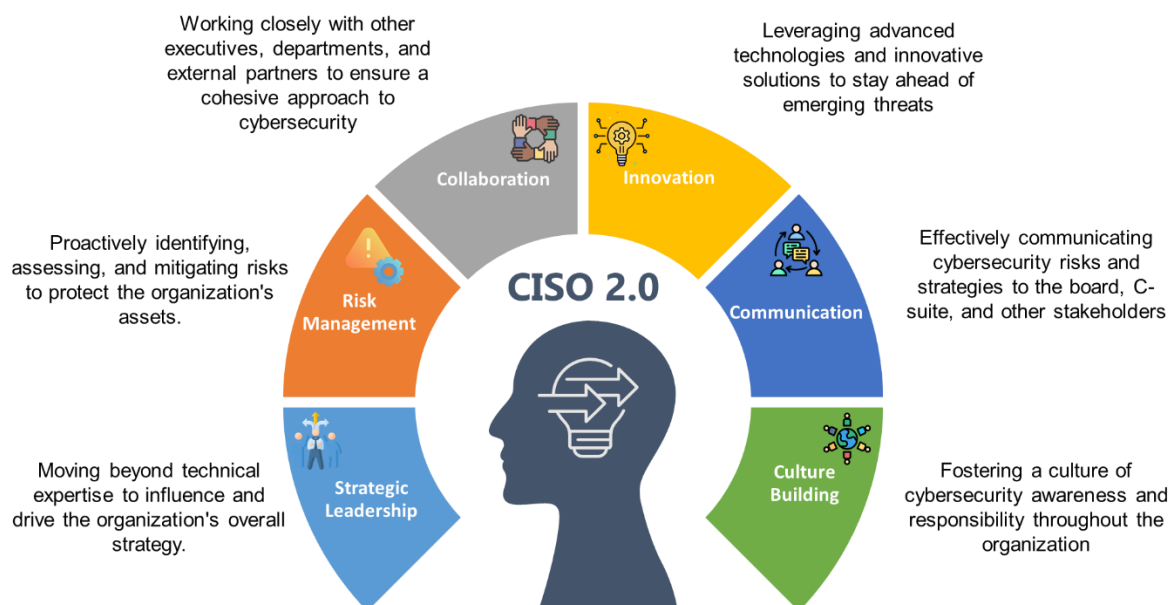 Working closely with other
executives, departments, and
external partners to ensure a
cohesive approach to
cybersecurity
Leveraging advanced
technologies and innovative
solutions to stay ahead of
emerging threats
Collaboration
Innovation
Proactively identifying,
assessing, and mitigating risks
to protect the organization's
assets.
Risk
Management
CISO 2.0
Communication
Effectively communicating
cybersecurity risks and
strategies to the board, C-
suite, and other stakeholders
Moving beyond technical
expertise to influence and
drive the organization's overall
strategy.
Strategic
Leadership
Culture
Building
Fostering a culture of
cybersecurity awareness and
responsibility throughout the
organization